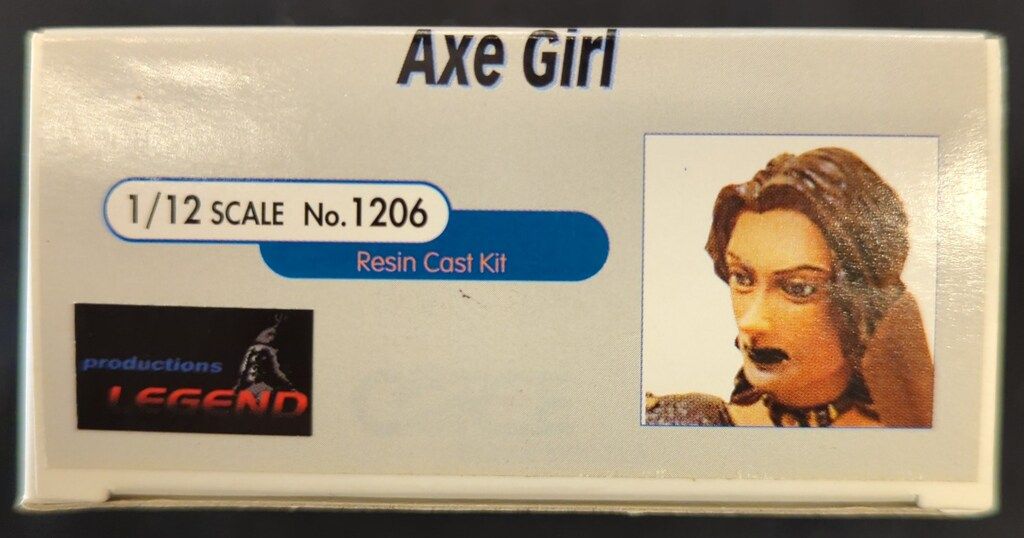 Axe Girl
1/12 SCALE No.1206
Resin Cast Kit
productions
LEGEND